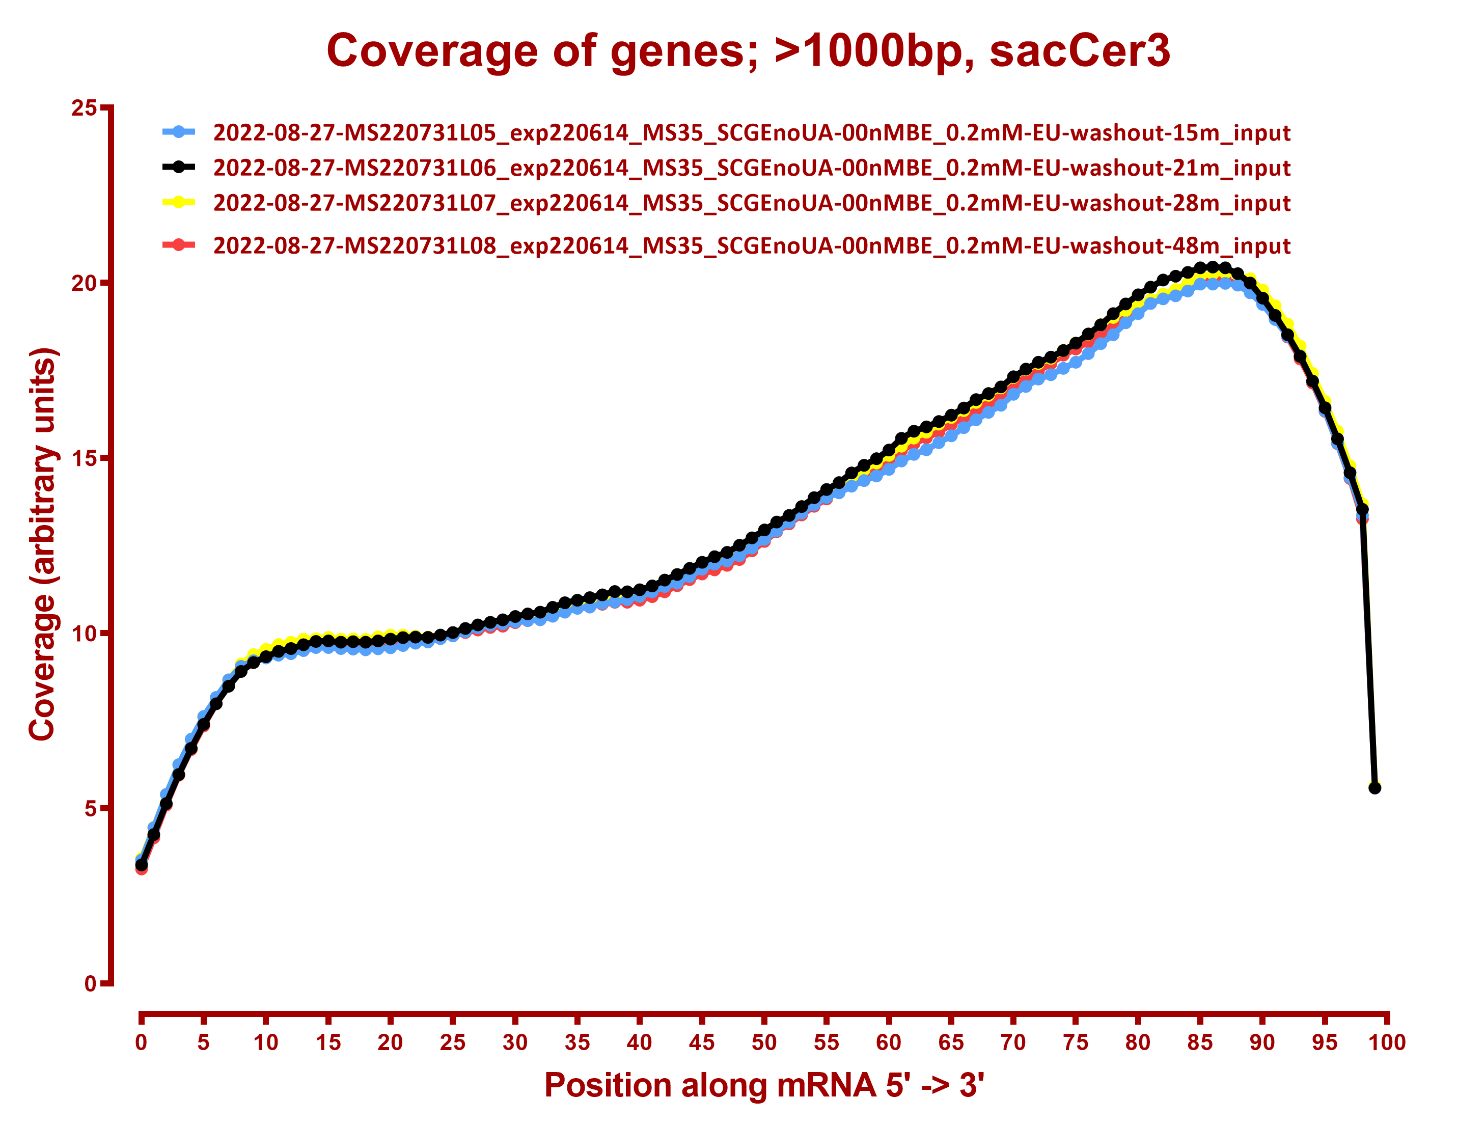 Coverage of genes; >1000bp, sacCer3
25
2022-08-27-MS220731L05_exp220614_MS35_SCGEnoUA-00nMBE_0.2mM-EU-washout-15m_input
2022-08-27-MS220731L06_exp220614_MS35_SCGEnoUA-00nMBE_0.2mM-EU-washout-21m_input
2022-08-27-MS220731L07_exp220614_MS35_SCGEnoUA-00nMBE_0.2mM-EU-washout-28m_input
2022-08-27-MS220731L08_exp220614_MS35_SCGEnoUA-00nMBE_0.2mM-EU-washout-48m_input
20
15
10
5
0
Coverage (arbitrary units)
0 5 10 15 20 25 30 35 40 45 50 55 60 65 70 75 80 85 90 95 100
Position along mRNA 5' -> 3'